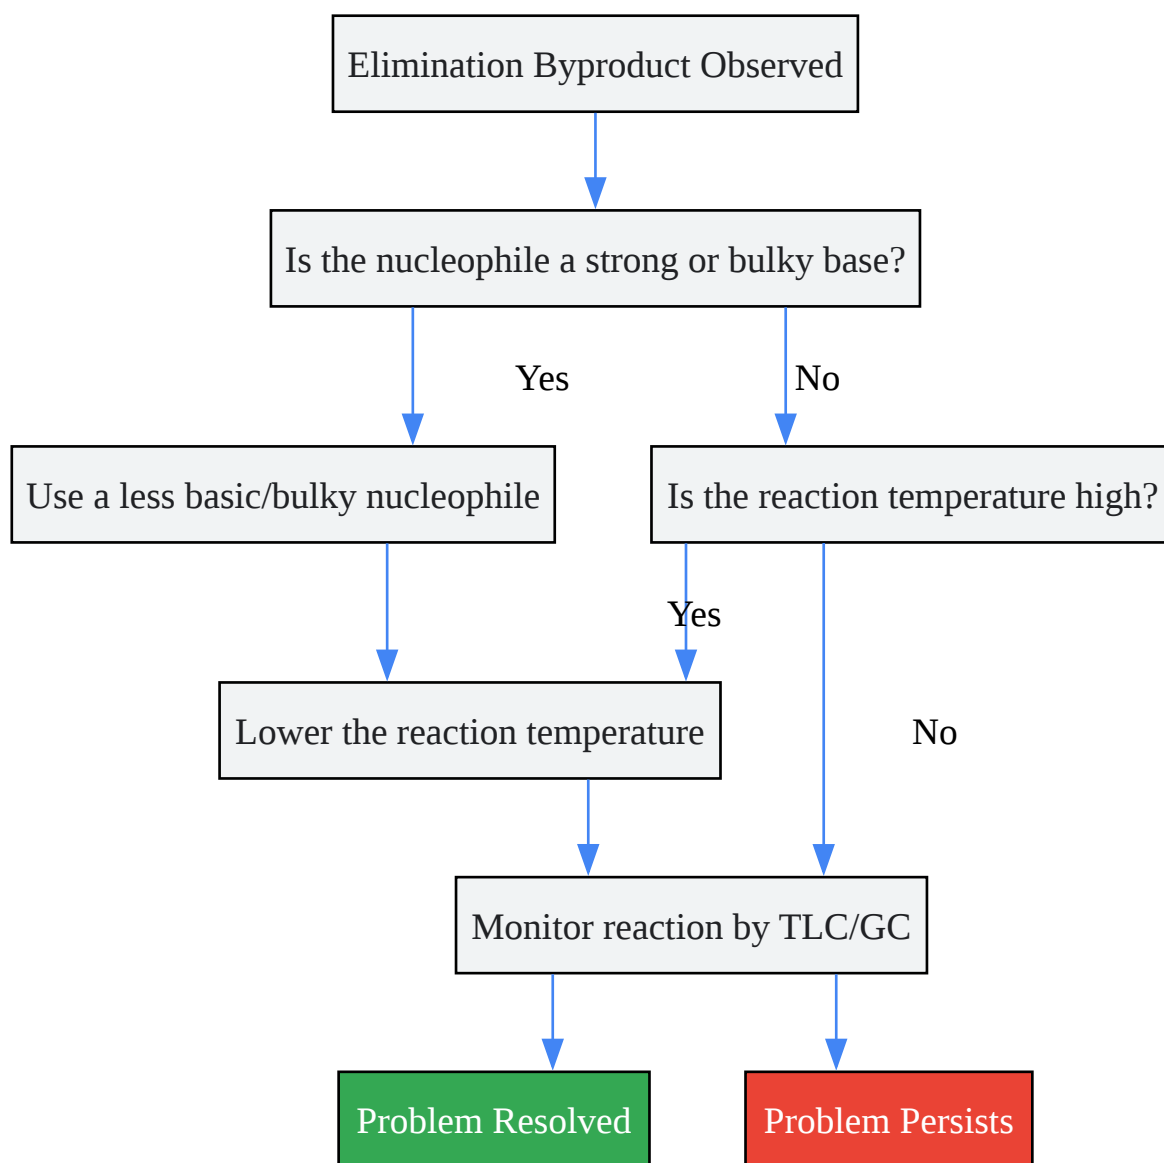 Elimination Byproduct Observed
Is the nucleophile a strong or bulky base?
Yes
No
Use a less basic/bulky nucleophile
Is the reaction temperature high?
Yes
Lower the reaction temperature
No
Monitor reaction by TLC/GC
Problem Resolved
Problem Persists